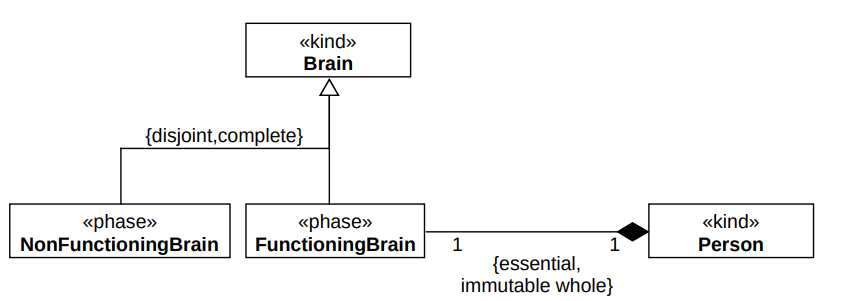 «kind»
Brain
{disjoint,complete}
«phase»
NonFunctioningBrain
«phase»
FunctioningBrain
1
1
«kind»
Person
{essential,
immutable whole}